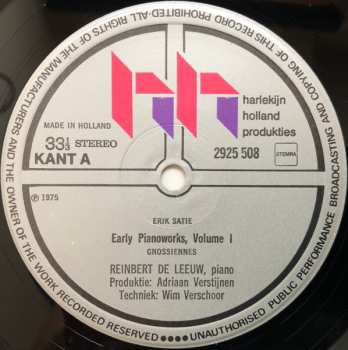 OF THE MANUFACTURERS AND THE OWNER OF THE WORK RECORDED RESERVED●●●●●UNAUTHORISED PUBLIC PERFORMANCE BROADCASTING AND COPYING OF THIS RECORD PROHIBITED-ALL RIGHTS
hh
harlekijn
holland
produkties
MADE IN HOLLAND
33⅓ STEREO
KANT A
2925 508
STEMRA
℗ 1975
ERIK SATIE
Early Pianoworks, Volume I
GNOSSIENNES
REINBERT DE LEEUW, piano
Produktie: Adriaan Verstijnen
Techniek: Wim Verschoor